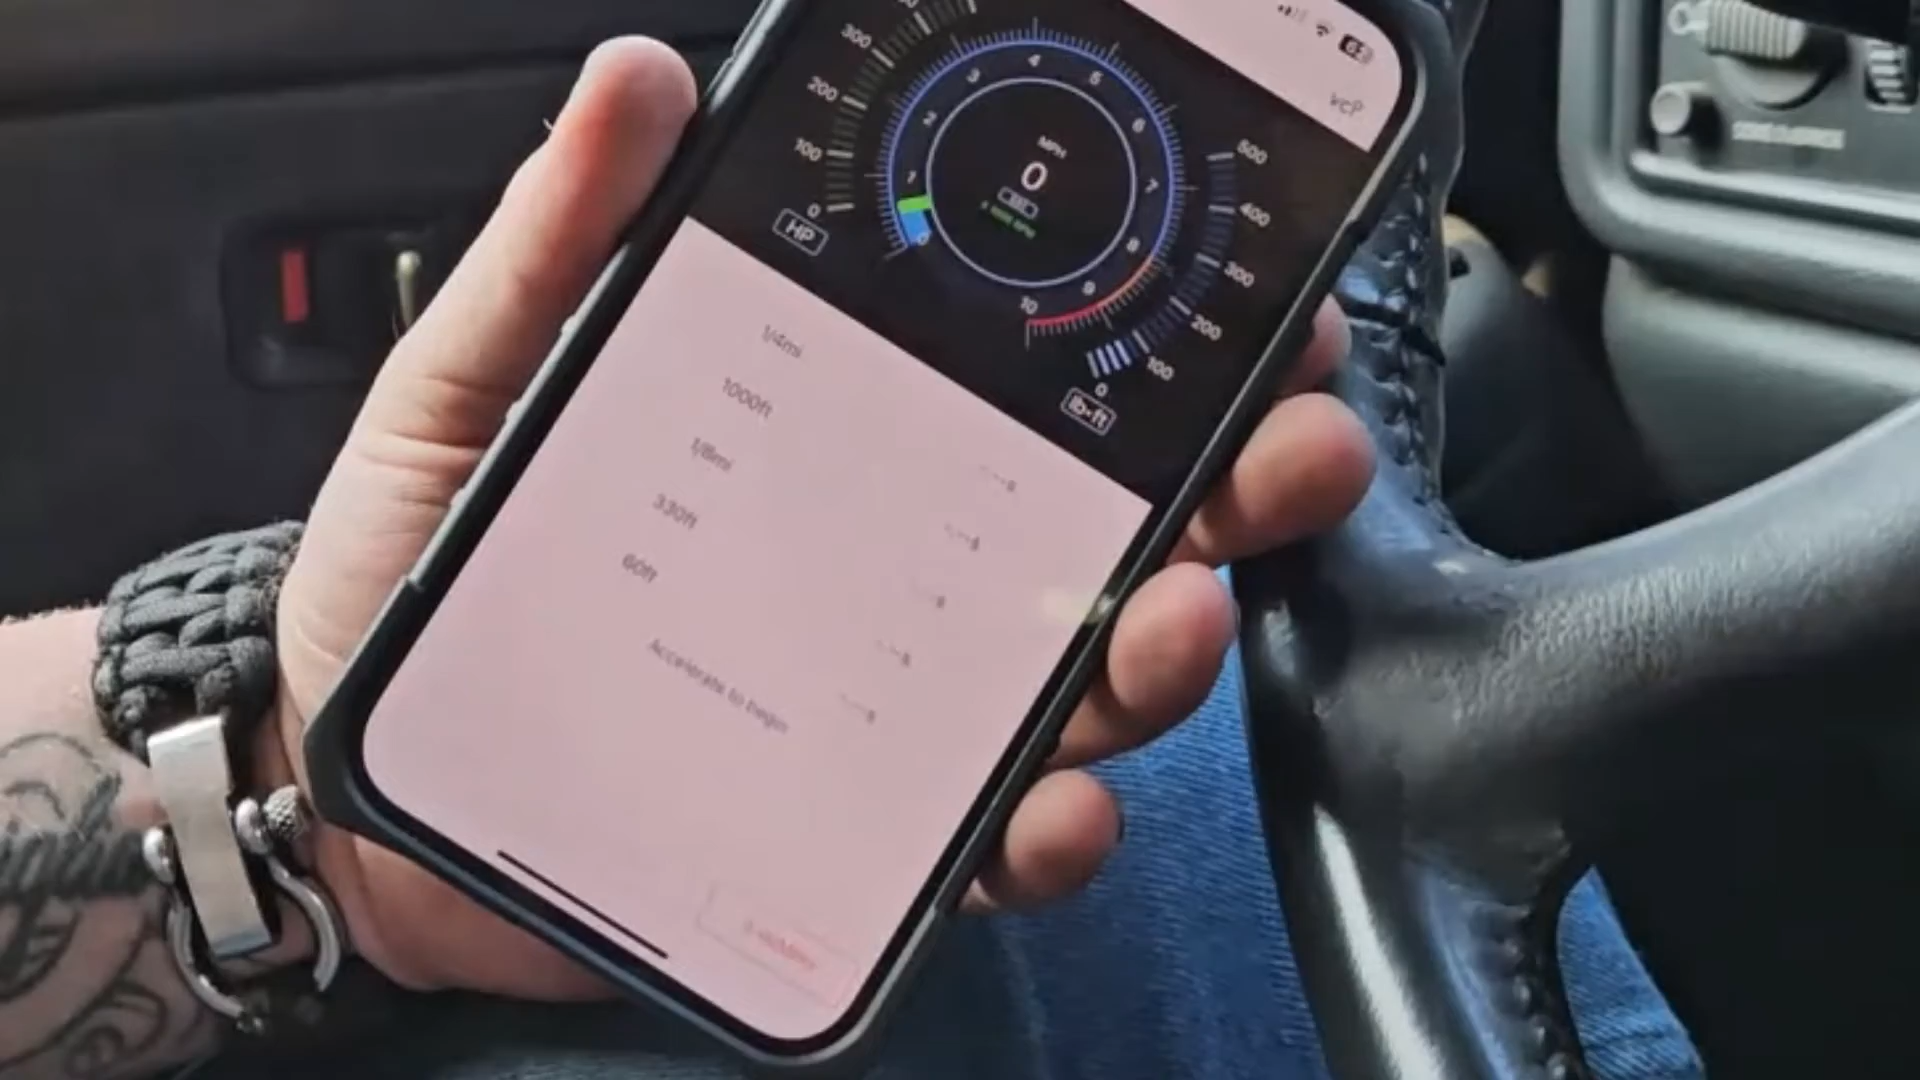 300
200
100
0
HP
0
1
2
3
4
5
6
7
8
9
10
MPH
0
500
400
300
200
100
0
lb•ft
1/4mi
1000ft
1/8mi
330ft
60ft
Accelerate to begin